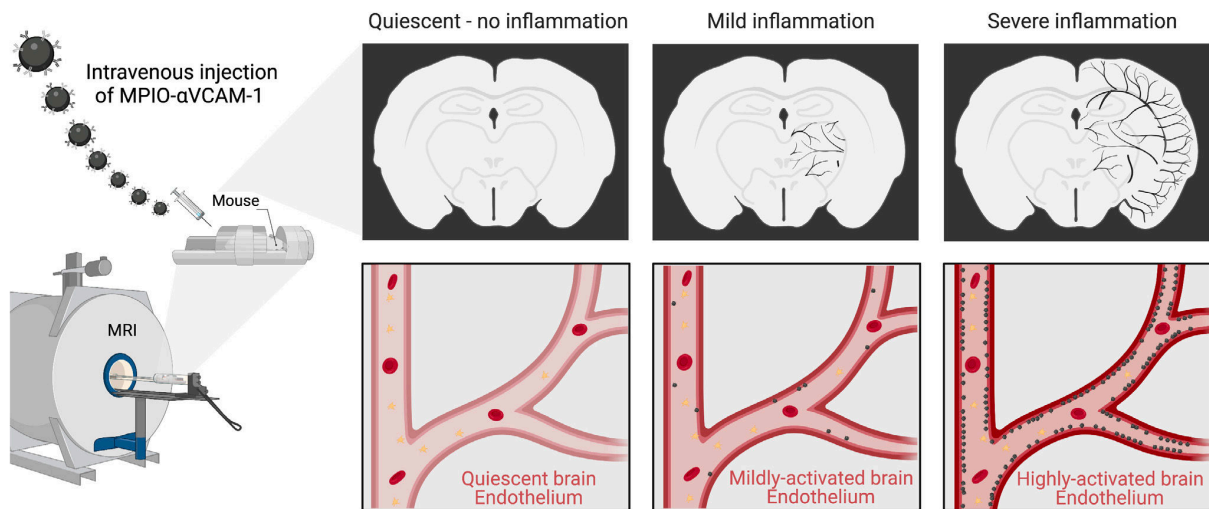 Intravenous injection
of MPIO-αVCAM-1
Mouse
MRI
Quiescent - no inflammation
Mild inflammation
Severe inflammation
Quiescent brain
Endothelium
Mildly-activated brain
Endothelium
Highly-activated brain
Endothelium